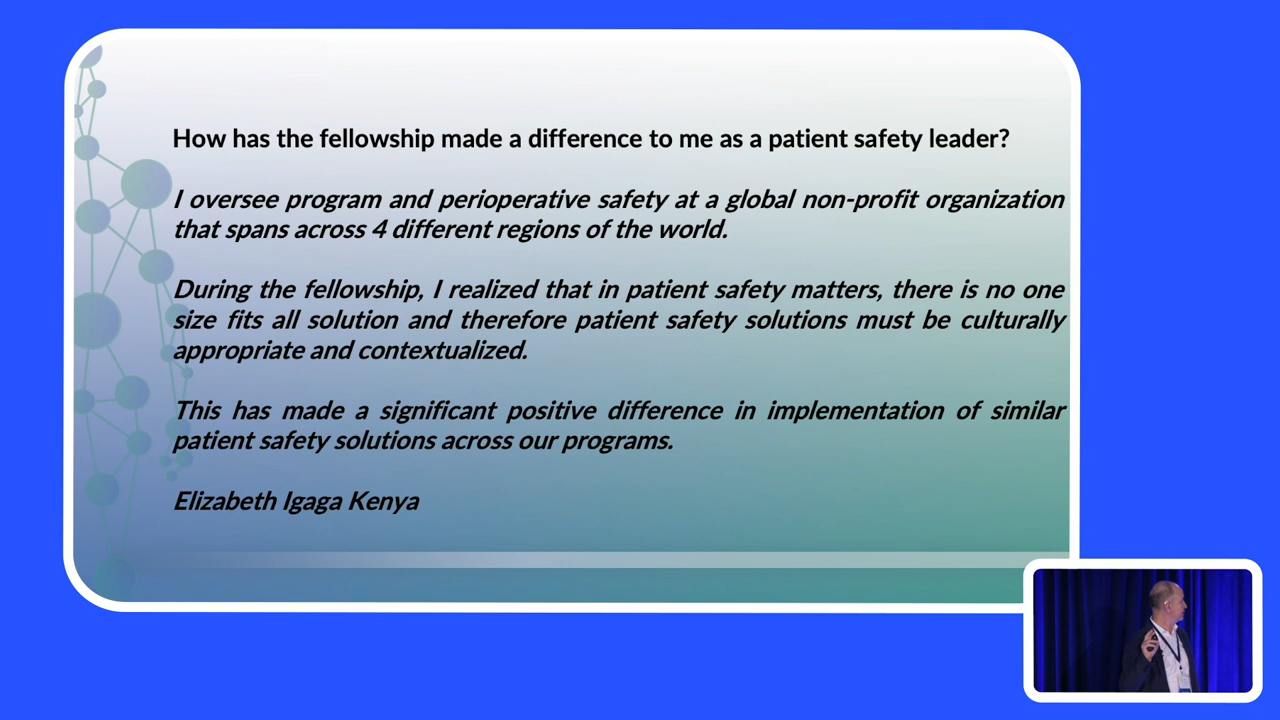 How has the fellowship made a difference to me as a patient safety leader?
I oversee program and perioperative safety at a global non-profit organization
that spans across 4 different regions of the world.
During the fellowship, I realized that in patient safety matters, there is no one
size fits all solution and therefore patient safety solutions must be culturally
appropriate and contextualized.
This has made a significant positive difference in implementation of similar
patient safety solutions across our programs.
Elizabeth Igaga Kenya